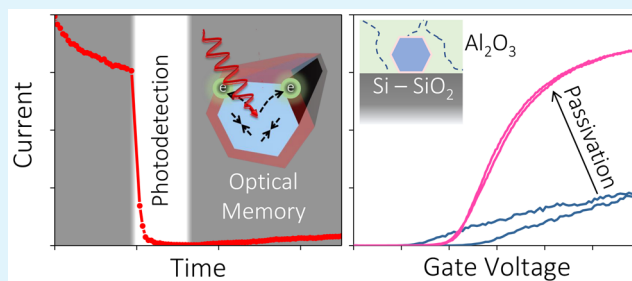 Current
Photodetection
e
e
Optical
Memory
Time
Al₂O₃
Si – SiO₂
Passivation
Gate Voltage